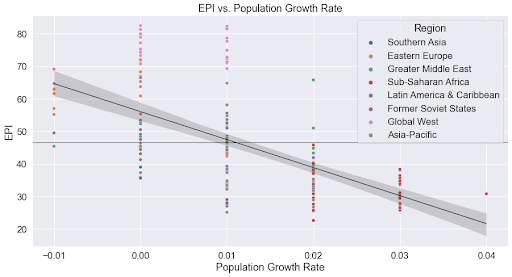 EPI vs. Population Growth Rate
Region
Southern Asia
Eastern Europe
Greater Middle East
Sub-Saharan Africa
Latin America & Caribbean
Former Soviet States
Global West
Asia-Pacific
EPI
80
70
60
50
40
30
20
−0.01
0.00
0.01
0.02
0.03
0.04
Population Growth Rate